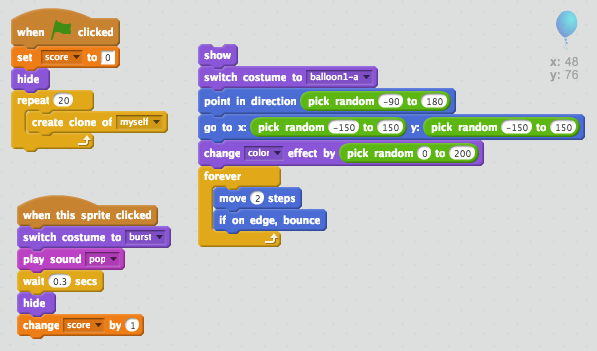 when clicked
set score to 0
hide
repeat 20
create clone of myself
when this sprite clicked
switch costume to burst
play sound pop
wait 0.3 secs
hide
change score by 1
show
switch costume to balloon1-a
point in direction pick random -90 to 180
go to x: pick random -150 to 150 y: pick random -150 to 150
change color effect by pick random 0 to 200
forever
move 2 steps
if on edge, bounce
x: 48
y: 76